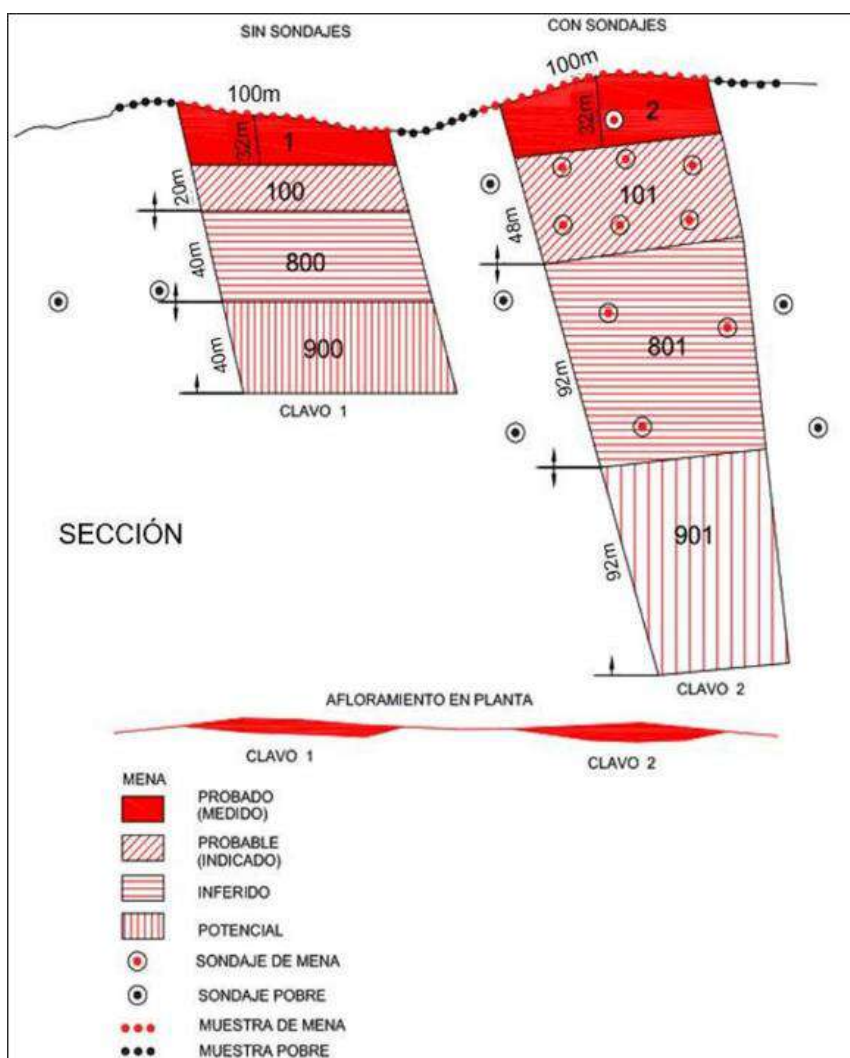 SIN SONDAJES
CON SONDAJES
100m
100m
32m
1
32m
2
20m
100
101
48m
40m
800
40m
900
801
92m
CLAVO 1
SECCIÓN
901
92m
CLAVO 2
AFLORAMIENTO EN PLANTA
CLAVO 1
CLAVO 2
MENA
PROBADO
(MEDIDO)
PROBABLE
(INDICADO)
INFERIDO
POTENCIAL
SONDAJE DE MENA
SONDAJE POBRE
MUESTRA DE MENA
MUESTRA POBRE